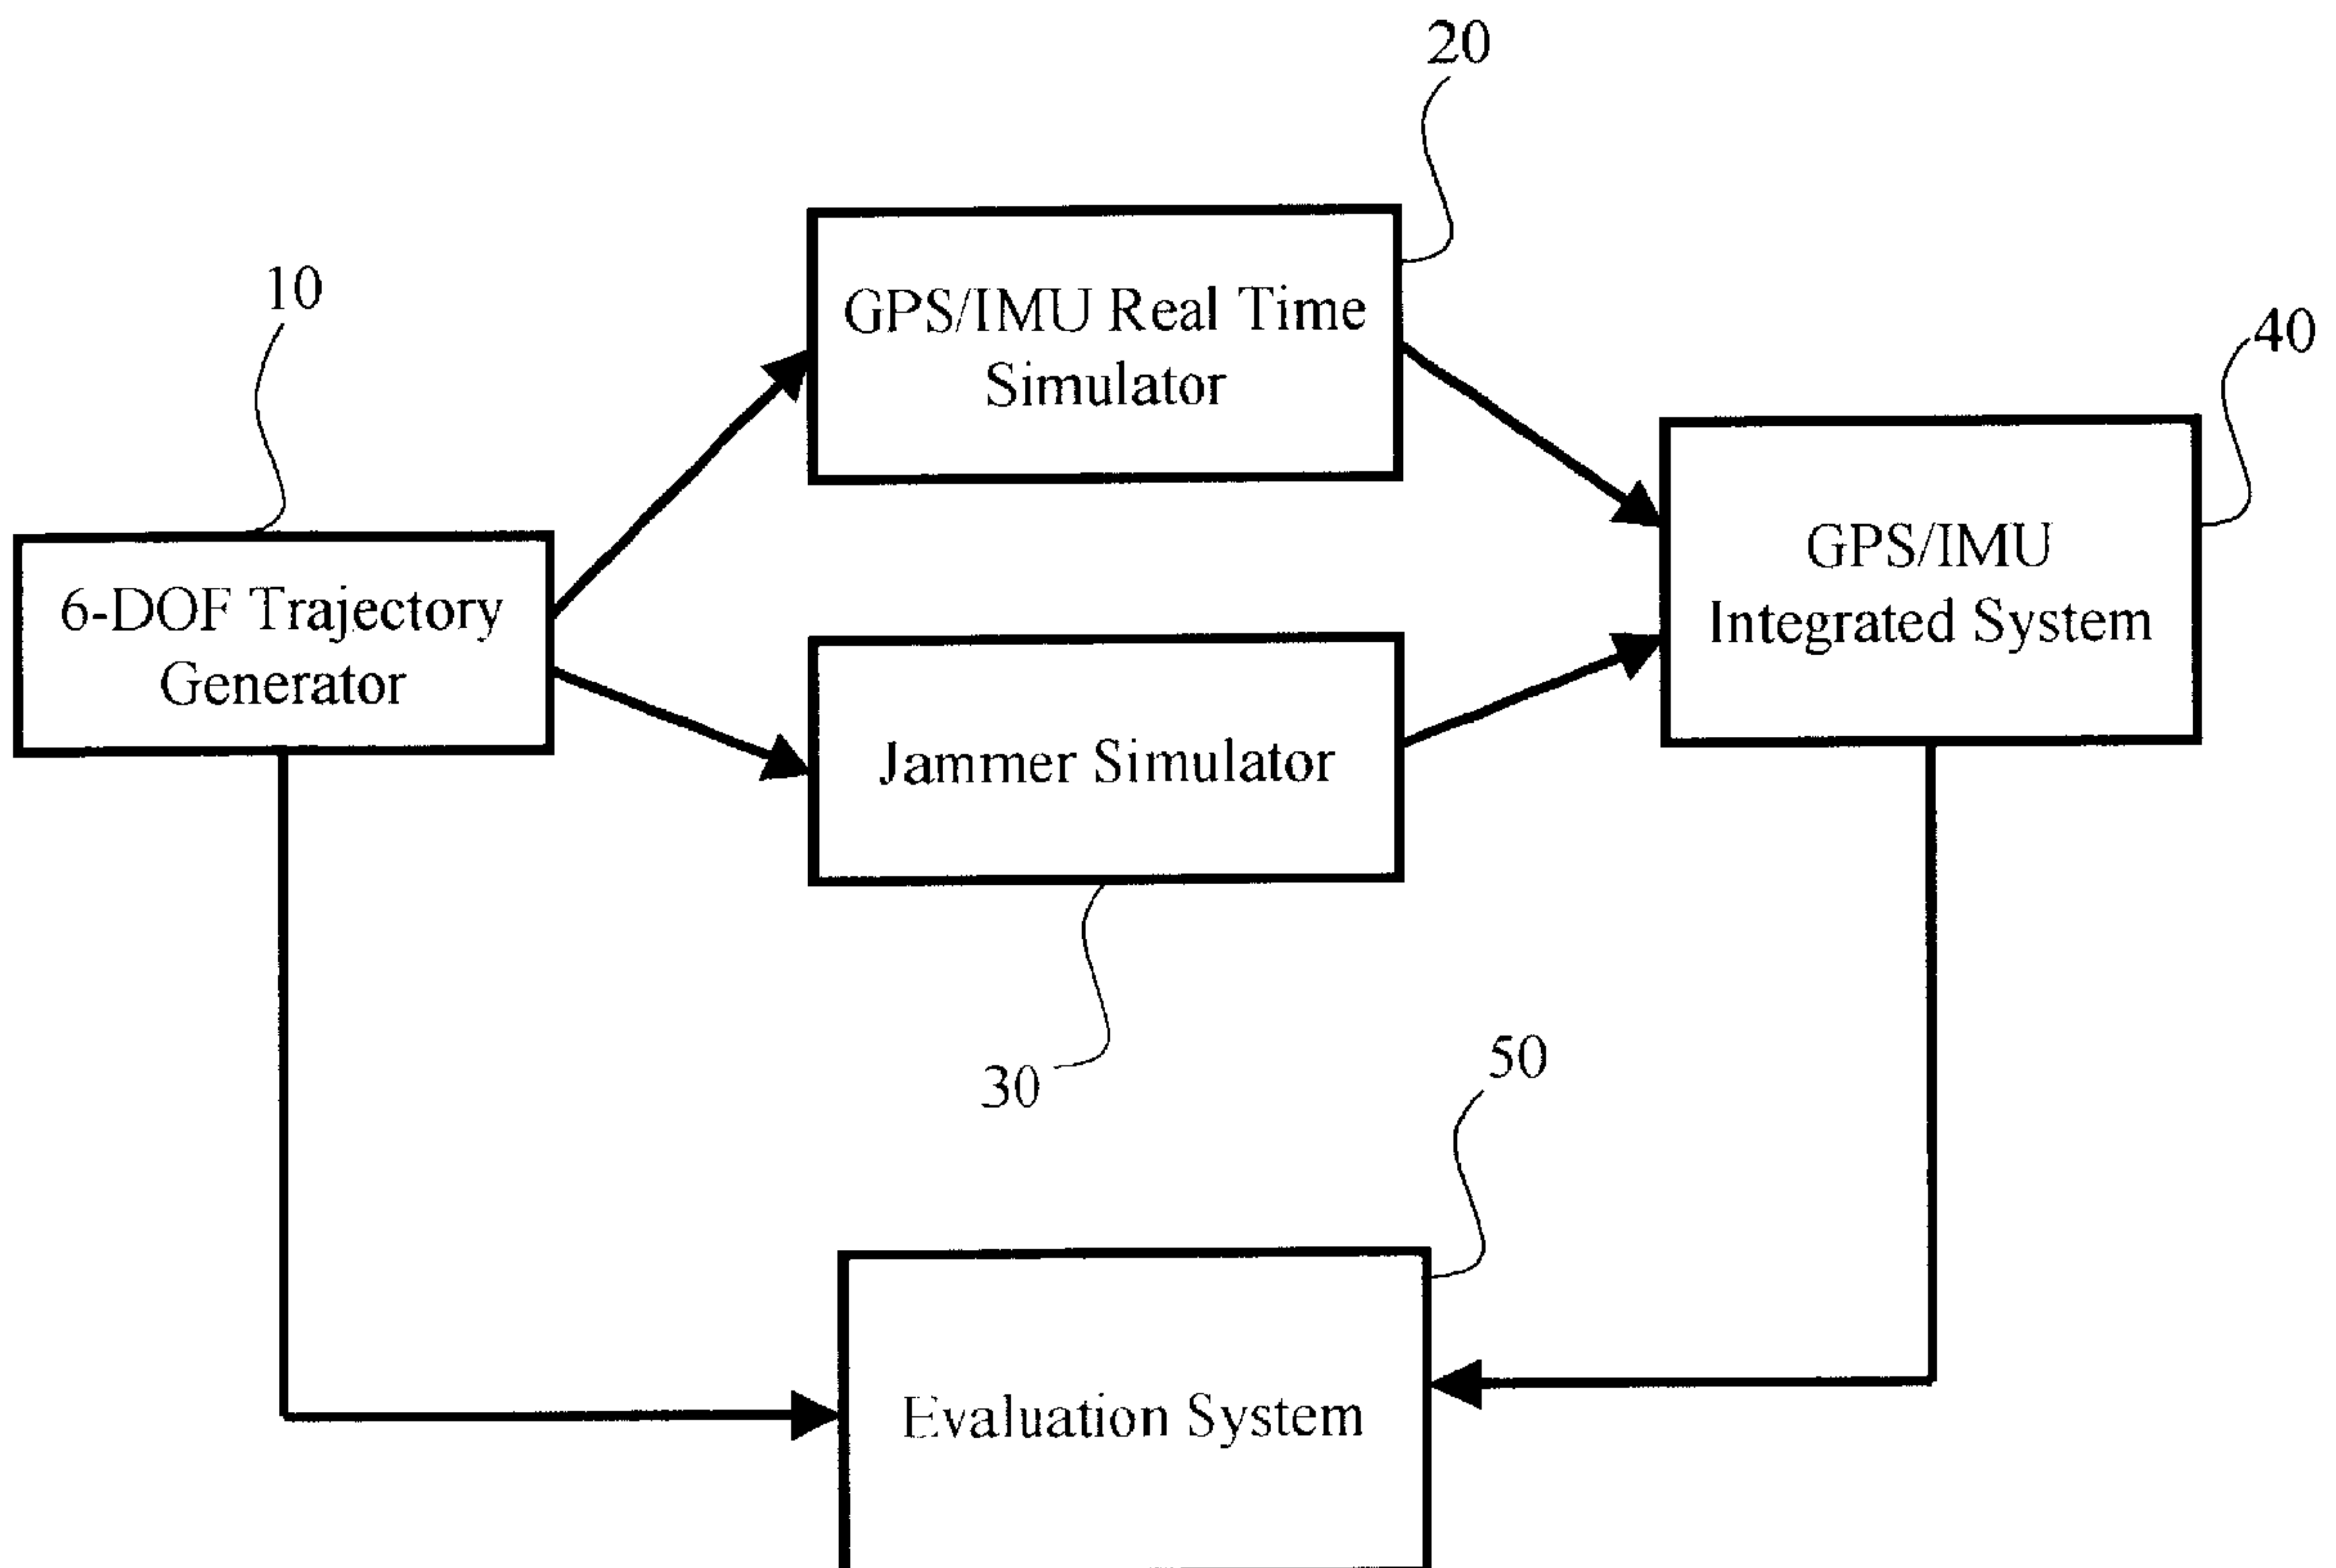 20
10
GPS/IMU Real Time
Simulator
40
GPS/IMU
Integrated System
6-DOF Trajectory
Generator
Jammer Simulator
30
50
Evaluation System